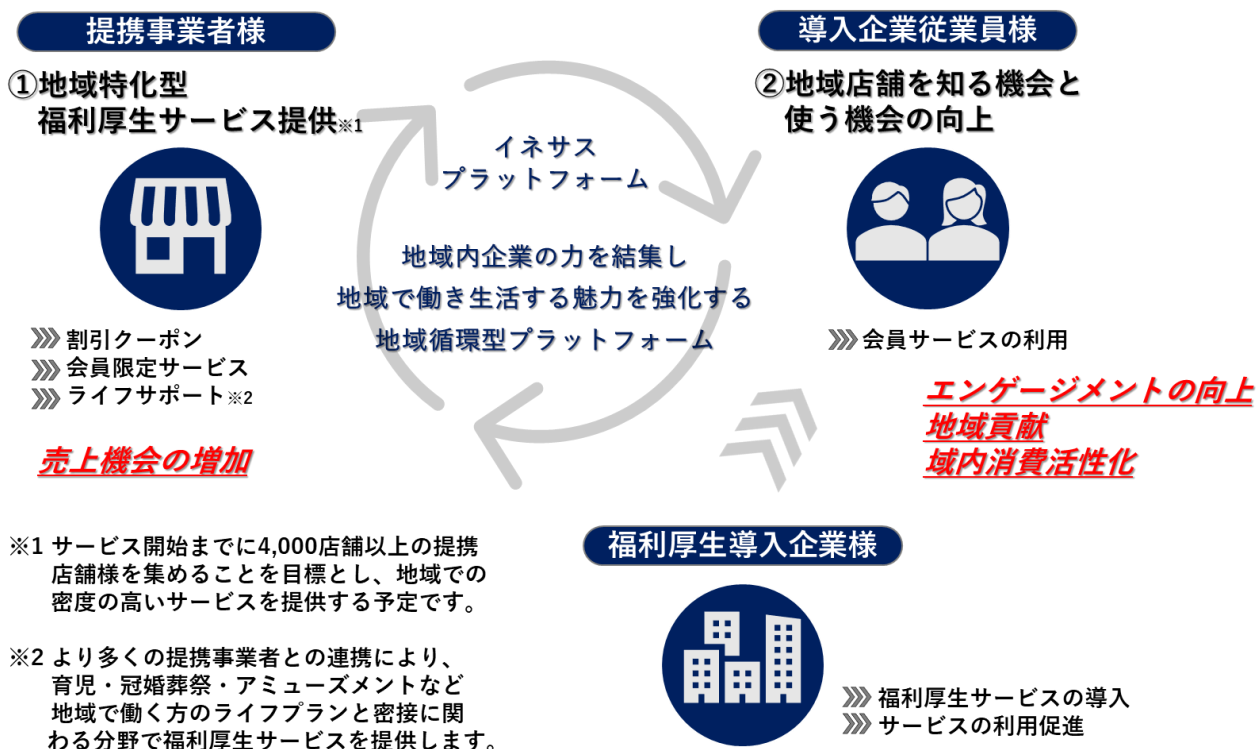 提携事業者様
①地域特化型
福利厚生サービス提供※1
割引クーポン
会員限定サービス
ライフサポート※2
売上機会の増加
イネサス
プラットフォーム
地域内企業の力を結集し
地域で働き生活する魅力を強化する
地域循環型プラットフォーム
導入企業従業員様
②地域店舗を知る機会と
使う機会の向上
会員サービスの利用
エンゲージメントの向上
地域貢献
域内消費活性化
※1 サービス開始までに4,000店舗以上の提携
店舗様を集めることを目標とし、地域での
密度の高いサービスを提供する予定です。
※2 より多くの提携事業者との連携により、
育児・冠婚葬祭・アミューズメントなど
地域で働く方のライフプランと密接に関
わる分野で福利厚生サービスを提供します。
福利厚生導入企業様
福利厚生サービスの導入
サービスの利用促進